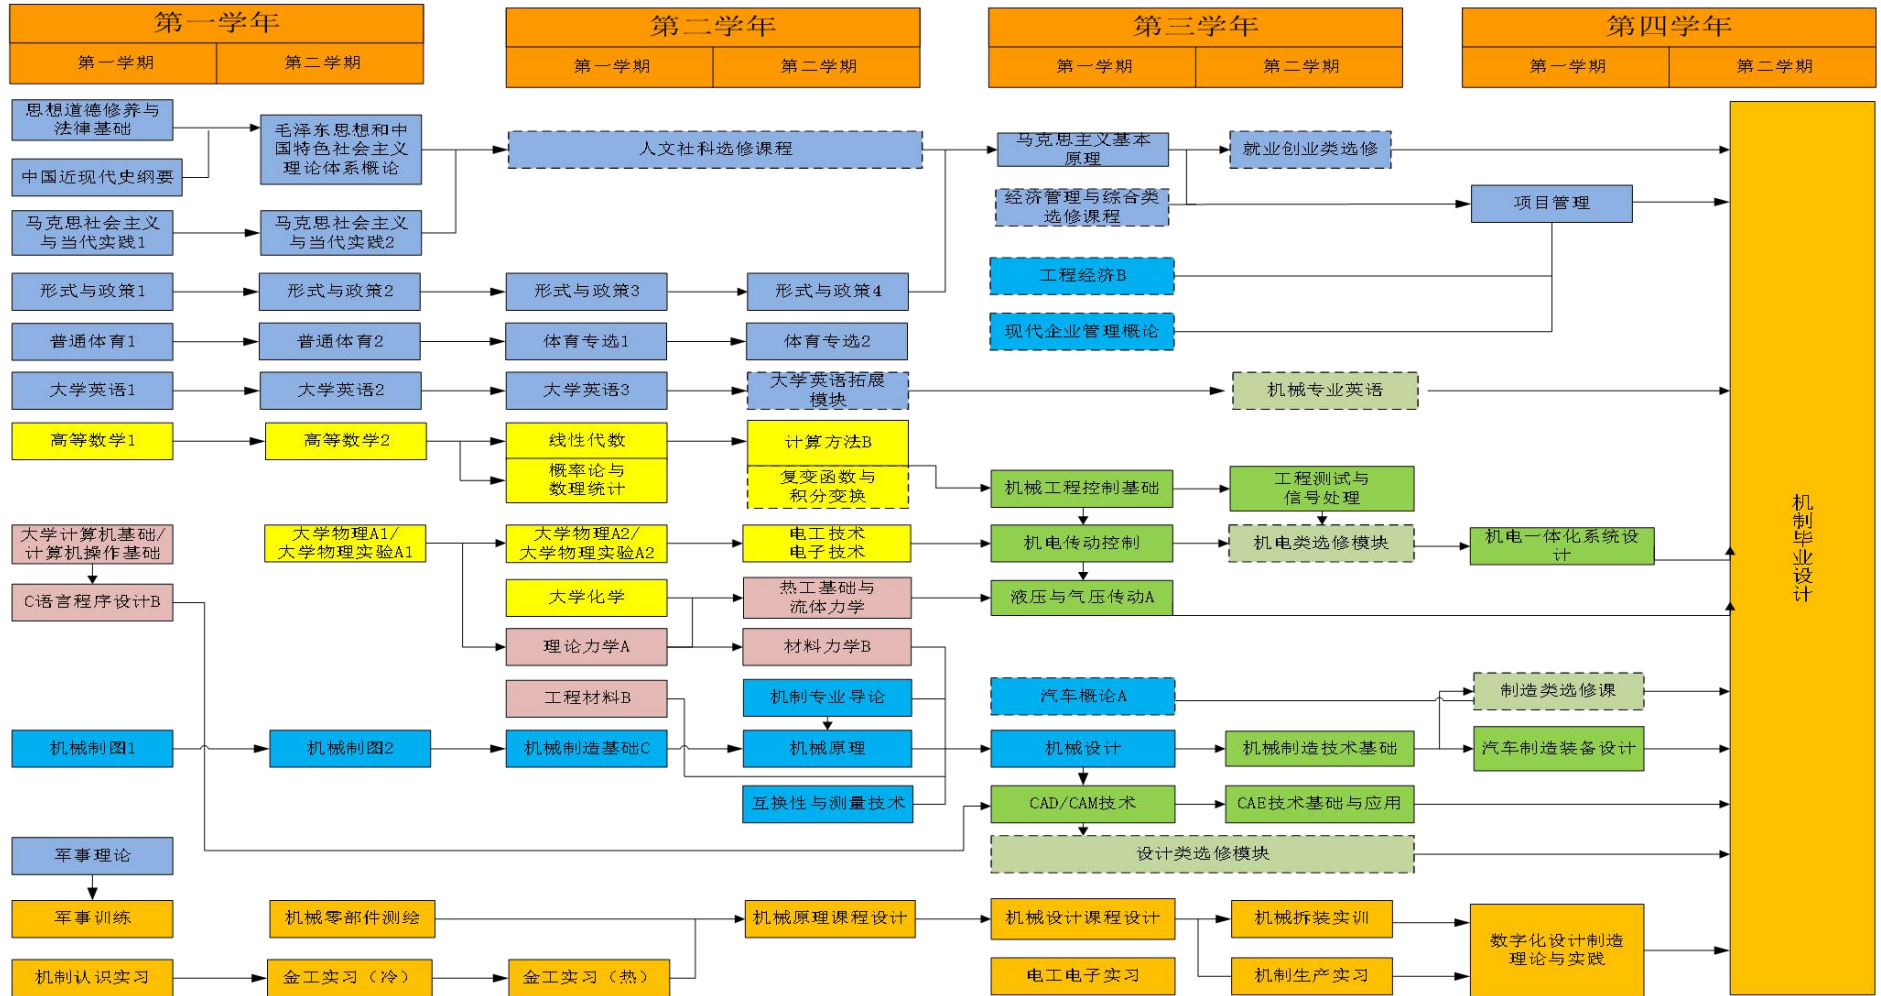 第一学年
第二学年
第三学年
第四学年
第一学期
第二学期
第一学期
第二学期
第一学期
第二学期
第一学期
第二学期
思想道德修养与
法律基础
中国近现代史纲要
毛泽东思想和中
国特色社会主义
理论体系概论
人文社科选修课程
马克思主义基本
原理
就业创业类选修
马克思社会主义
与当代实践1
马克思社会主义
与当代实践2
经济管理与综合类
选修课程
项目管理
形式与政策1
形式与政策2
形式与政策3
形式与政策4
工程经济B
普通体育1
普通体育2
体育专选1
体育专选2
现代企业管理概论
大学英语1
大学英语2
大学英语3
大学英语拓展
模块
机械专业英语
高等数学1
高等数学2
线性代数
计算方法B
概率论与
数理统计
复变函数与
积分变换
机械工程控制基础
工程测试与
信号处理
大学计算机基础/
计算机操作基础
大学物理A1/
大学物理实验A1
大学物理A2/
大学物理实验A2
电工技术
电子技术
机电传动控制
机电类选修模块
机电一体化系统设
计
机制毕业设计
C语言程序设计B
大学化学
热工基础与
流体力学
液压与气压传动A
理论力学A
材料力学B
工程材料B
机制专业导论
汽车概论A
制造类选修课
机械制图1
机械制图2
机械制造基础C
机械原理
机械设计
机械制造技术基础
汽车制造装备设计
互换性与测量技术
CAD/CAM技术
CAE技术基础与应用
军事理论
设计类选修模块
军事训练
机械零部件测绘
机械原理课程设计
机械设计课程设计
机械拆装实训
数字化设计制造
理论与实践
机制认识实习
金工实习（冷）
金工实习（热）
电工电子实习
机制生产实习